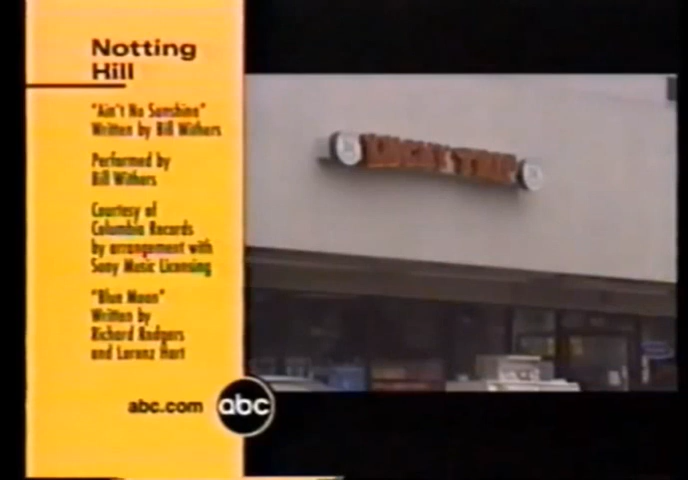 Notting
Hill
"Ain't No Sunshine"
Written by Bill Withers
Performed by
Bill Withers
Courtesy of
Columbia Records
by arrangement with
Sony Music Licensing
"Blue Moon"
Written by
Richard Rodgers
and Lorenz Hart
abc.com
abc